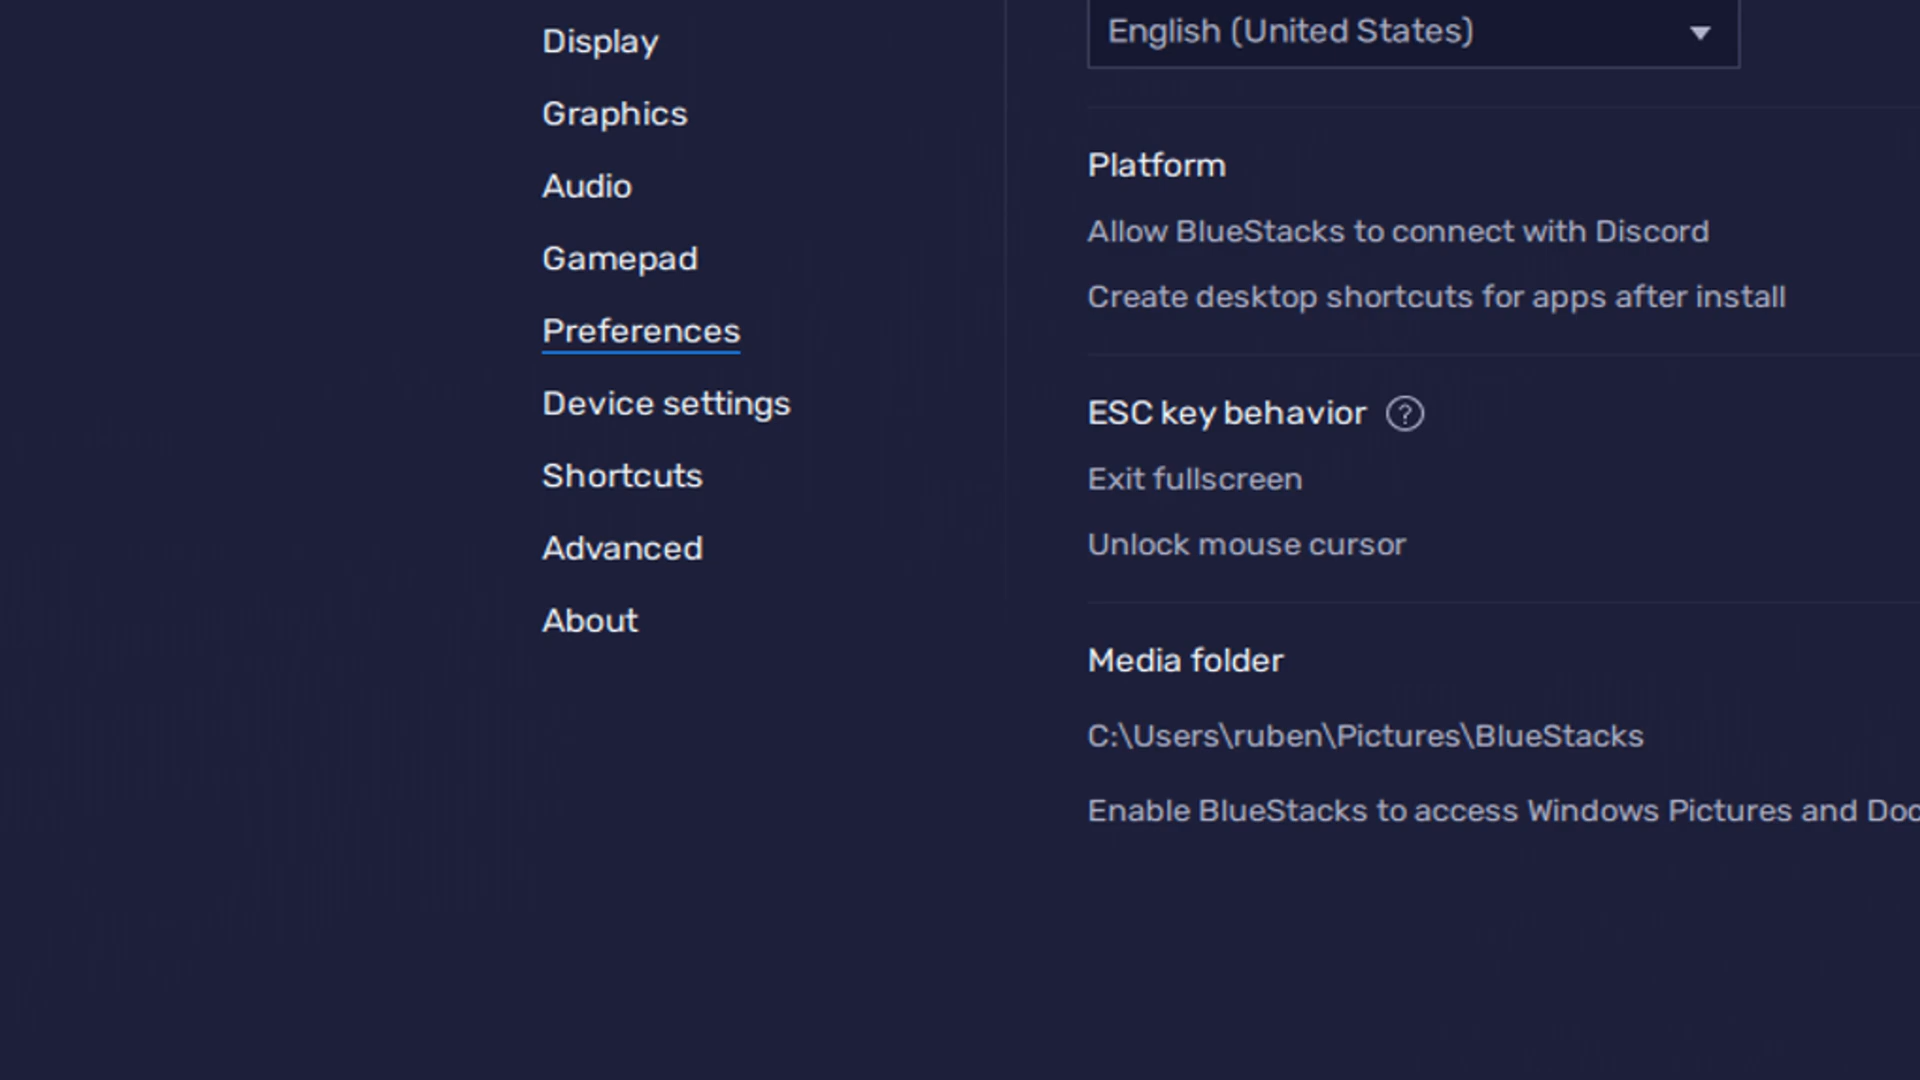 Display
Graphics
Audio
Gamepad
Preferences
Device settings
Shortcuts
Advanced
About
English (United States)
Platform
Allow BlueStacks to connect with Discord
Create desktop shortcuts for apps after install
ESC key behavior ?
Exit fullscreen
Unlock mouse cursor
Media folder
C:\Users\ruben\Pictures\BlueStacks
Enable BlueStacks to access Windows Pictures and